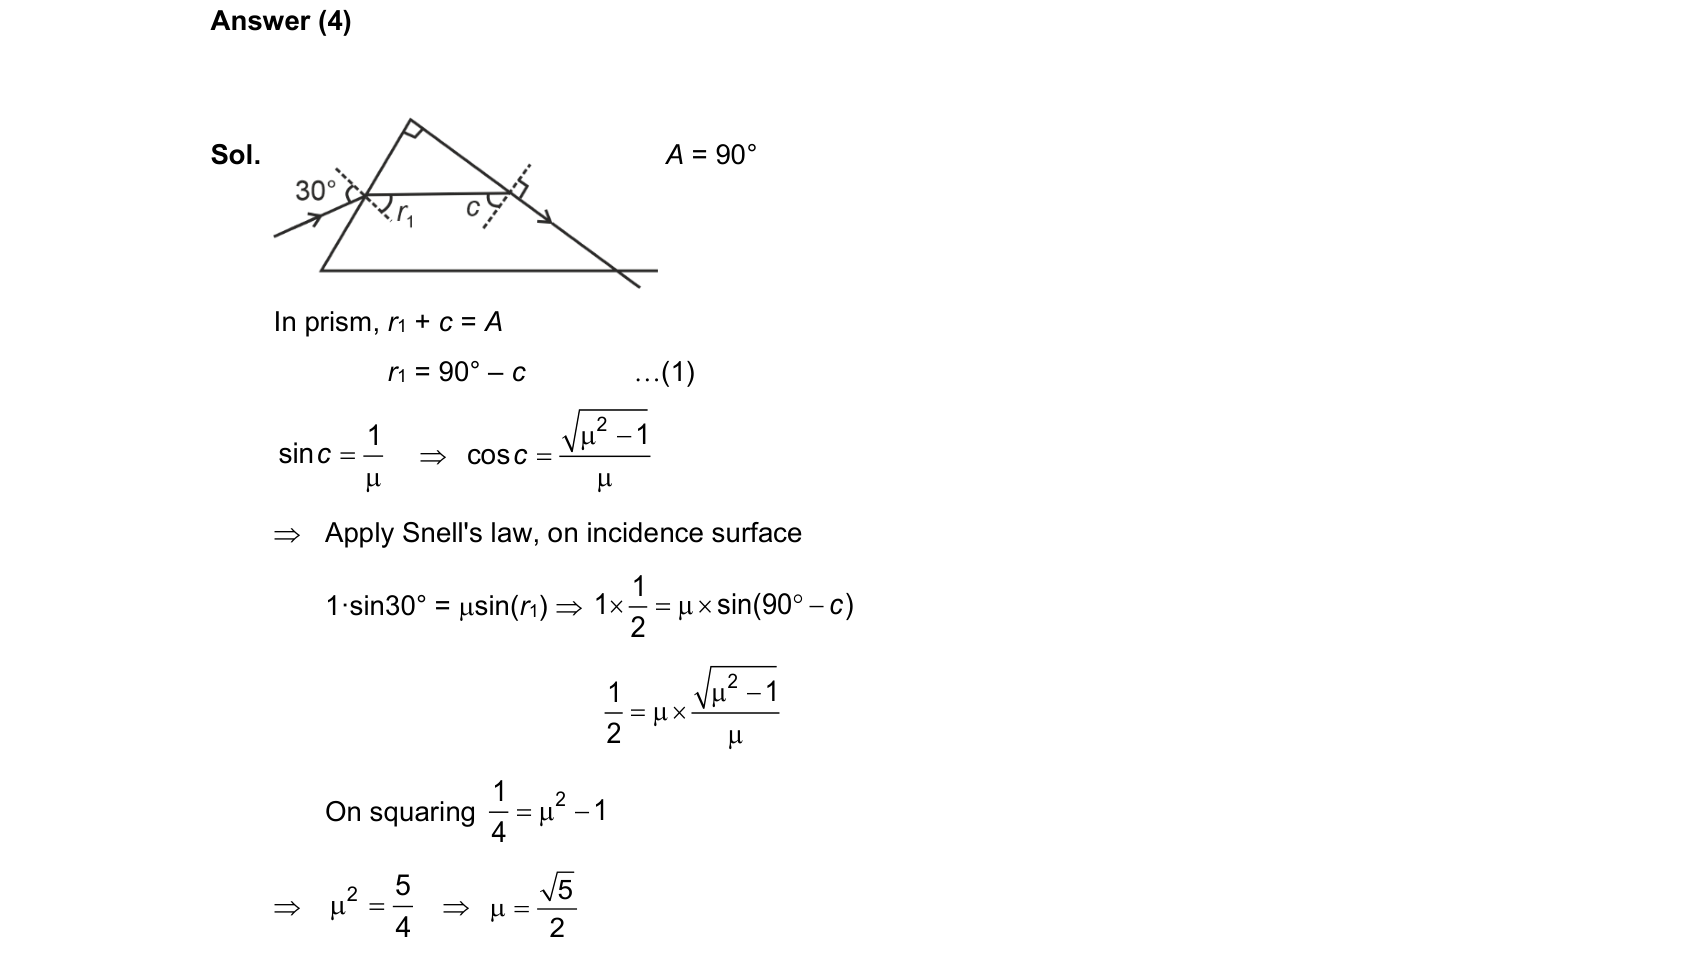 Answer (4)
Sol.
A = 90°
30°
r₁
c
In prism, r₁ + c = A
r₁ = 90° – c …(1)
sin c = 1/μ ⇒ cos c = √(μ² – 1)/μ
⇒ Apply Snell's law, on incidence surface
1·sin30° = μsin(r₁) ⇒ 1 × 1/2 = μ × sin(90° – c)
1/2 = μ × √(μ² – 1)/μ
On squaring 1/4 = μ² – 1
⇒ μ² = 5/4 ⇒ μ = √5/2